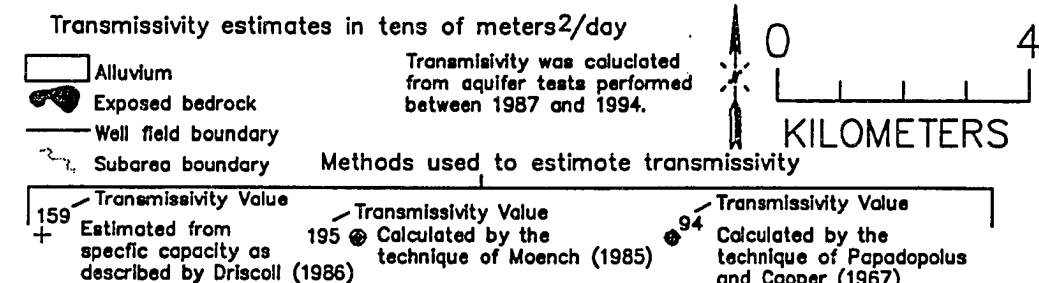 Transmissivity estimates in tens of meters2/day
Alluvium
Exposed bedrock
Well field boundary
Subarea boundary
Transmisivity was caluclated
from aquifer tests performed
between 1987 and 1994.
0 4
KILOMETERS
Methods used to estimate transmissivity
159 Transmissivity Value
Estimated from
specfic capacity as
described by Driscoll (1986)
Transmissivity Value
195 Calculated by the
technique of Moench (1985)
Transmissivity Value
94 Calculated by the
technique of Papadopolus
and Cooper (1967)